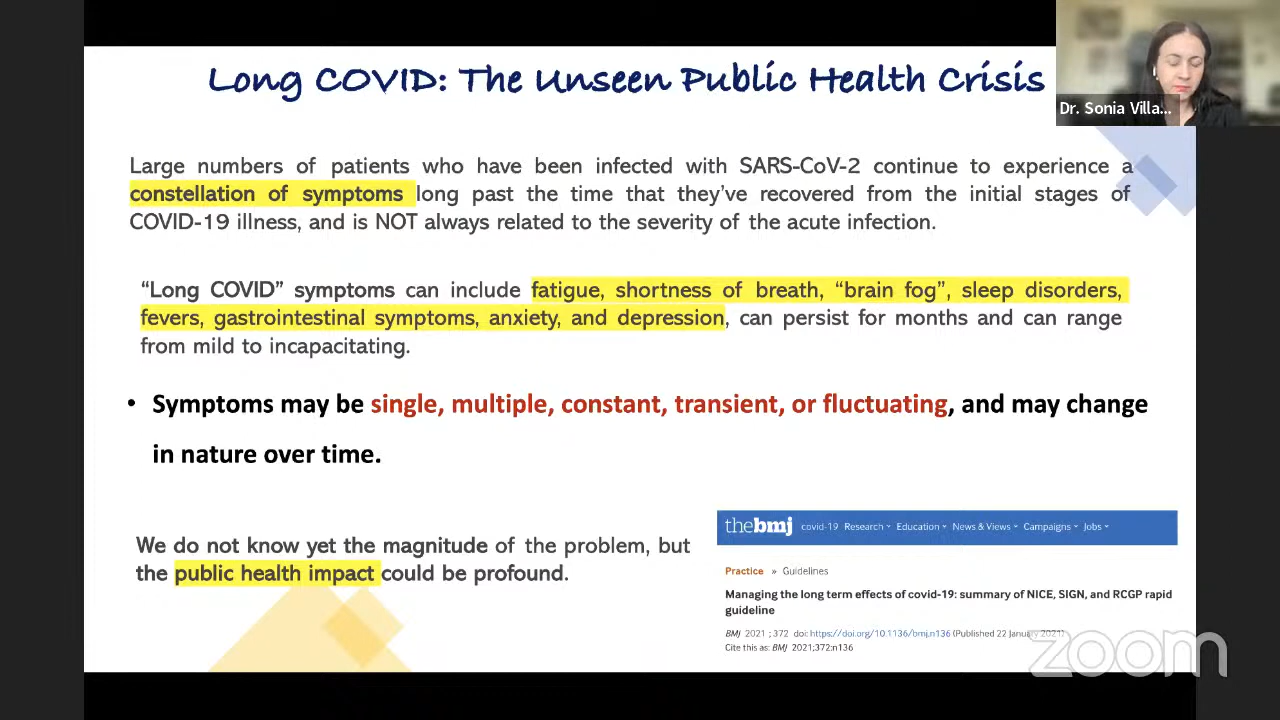 Long COVID: The Unseen Public Health Crisis
Dr. Sonia Villa...
Large numbers of patients who have been infected with SARS-CoV-2 continue to experience a
constellation of symptoms long past the time that they've recovered from the initial stages of
COVID-19 illness, and is NOT always related to the severity of the acute infection.
“Long COVID” symptoms can include fatigue, shortness of breath, “brain fog”, sleep disorders,
fevers, gastrointestinal symptoms, anxiety, and depression, can persist for months and can range
from mild to incapacitating.
• Symptoms may be single, multiple, constant, transient, or fluctuating, and may change
in nature over time.
We do not know yet the magnitude of the problem, but
the public health impact could be profound.
thebmj covid-19 Research Education News & Views Campaigns Jobs
Practice » Guidelines
Managing the long term effects of covid-19: summary of NICE, SIGN, and RCGP rapid
guideline
BMJ 2021 ; 372 doi: https://doi.org/10.1136/bmj.n136 (Published 22 January 2021)
Cite this as: BMJ 2021;372:n136
zoom